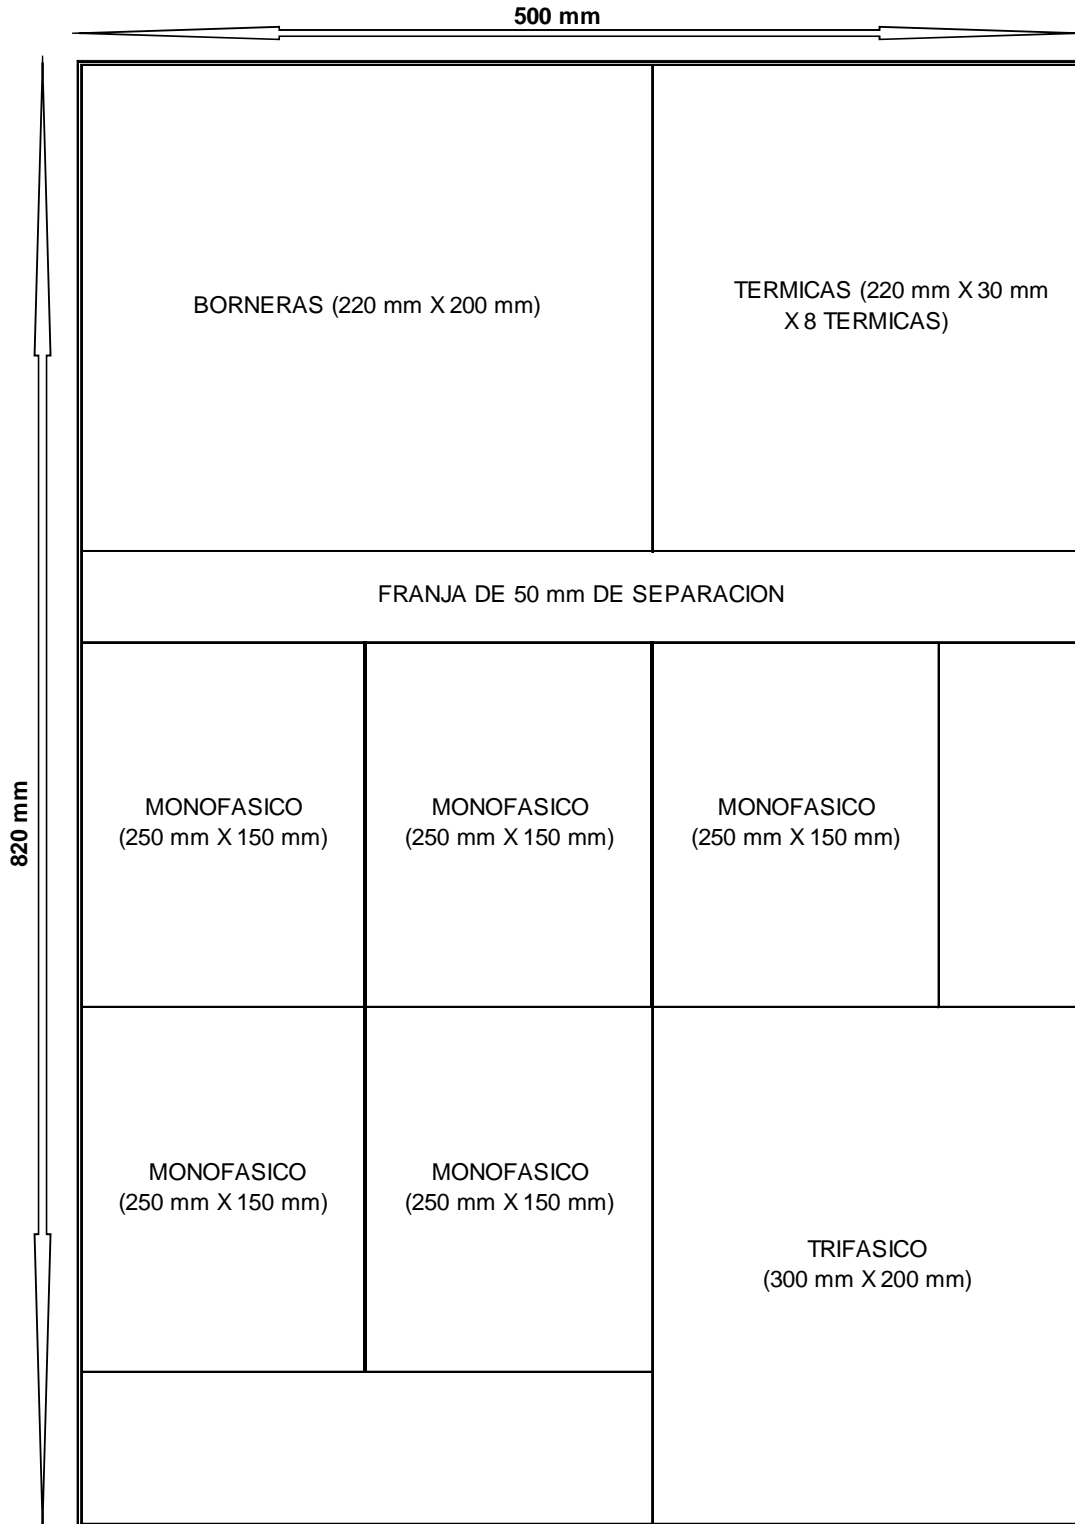 500 mm
820 mm
BORNERAS (220 mm X 200 mm)
TERMICAS (220 mm X 30 mm
X 8 TERMICAS)
FRANJA DE 50 mm DE SEPARACION
MONOFASICO
(250 mm X 150 mm)
MONOFASICO
(250 mm X 150 mm)
MONOFASICO
(250 mm X 150 mm)
MONOFASICO
(250 mm X 150 mm)
MONOFASICO
(250 mm X 150 mm)
TRIFASICO
(300 mm X 200 mm)